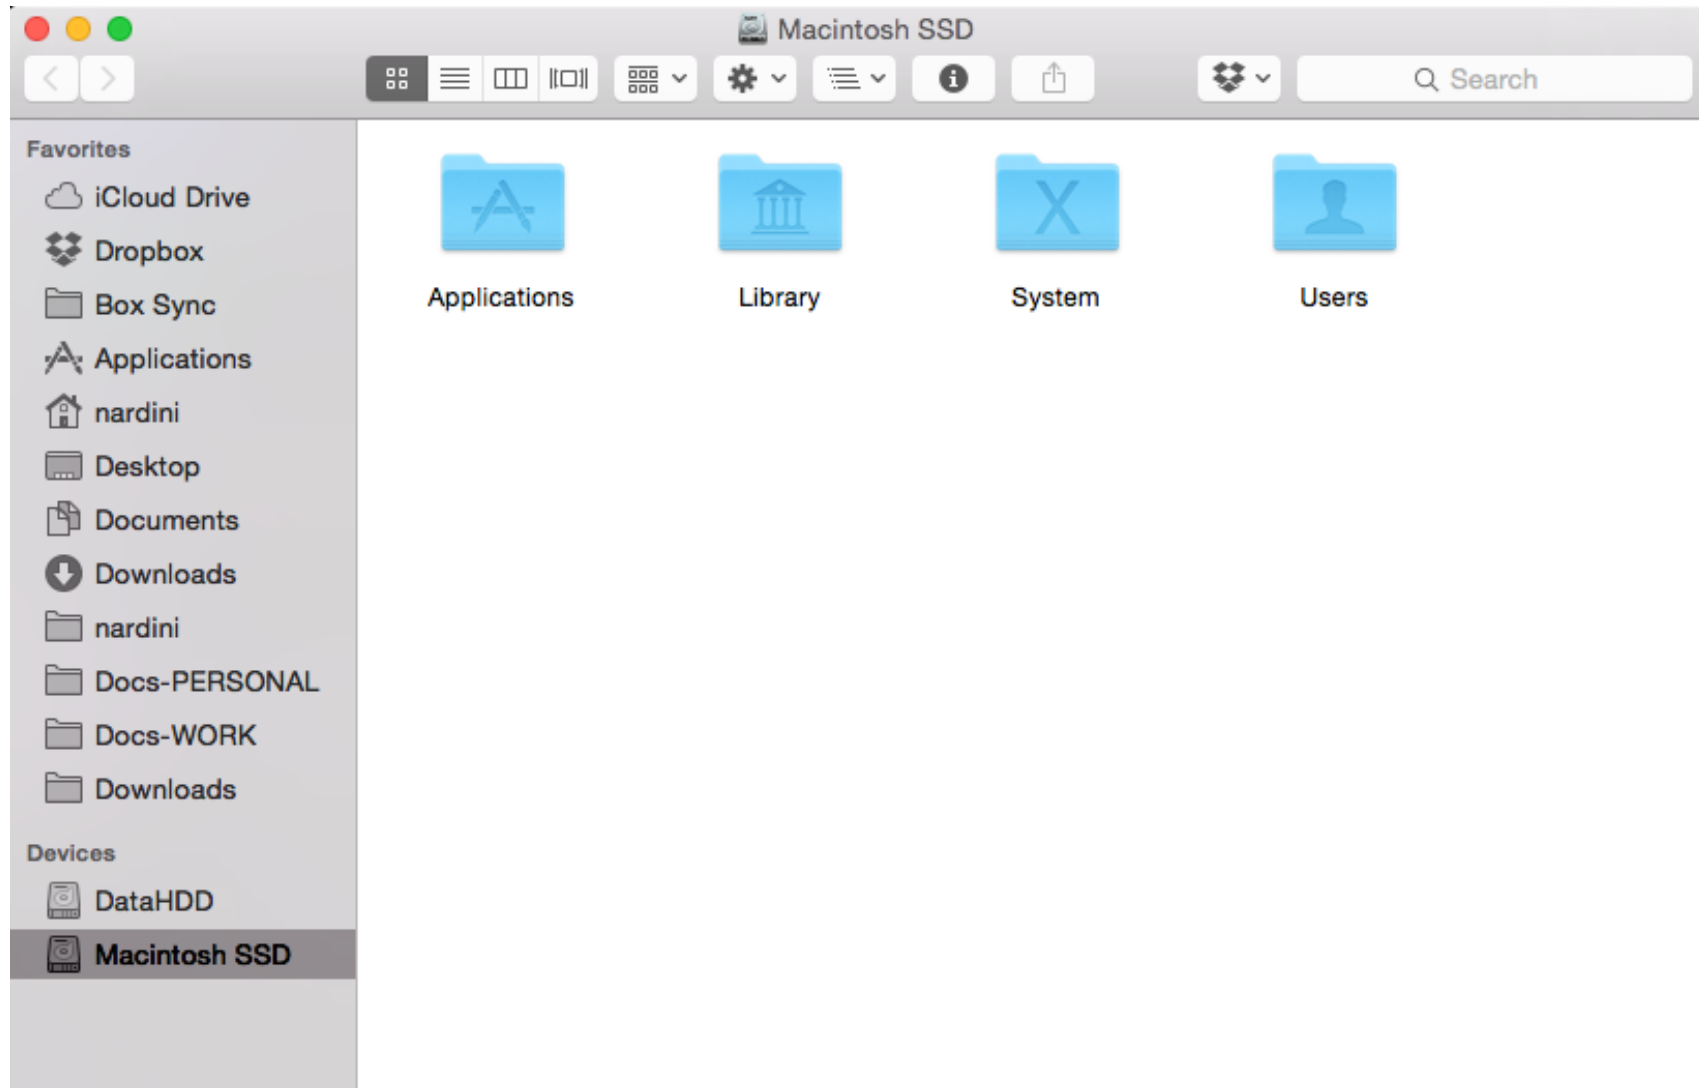 Macintosh SSD
Search
Favorites
iCloud Drive
Dropbox
Box Sync
Applications
nardini
Desktop
Documents
Downloads
nardini
Docs-PERSONAL
Docs-WORK
Downloads
Devices
DataHDD
Macintosh SSD
Applications
Library
System
Users